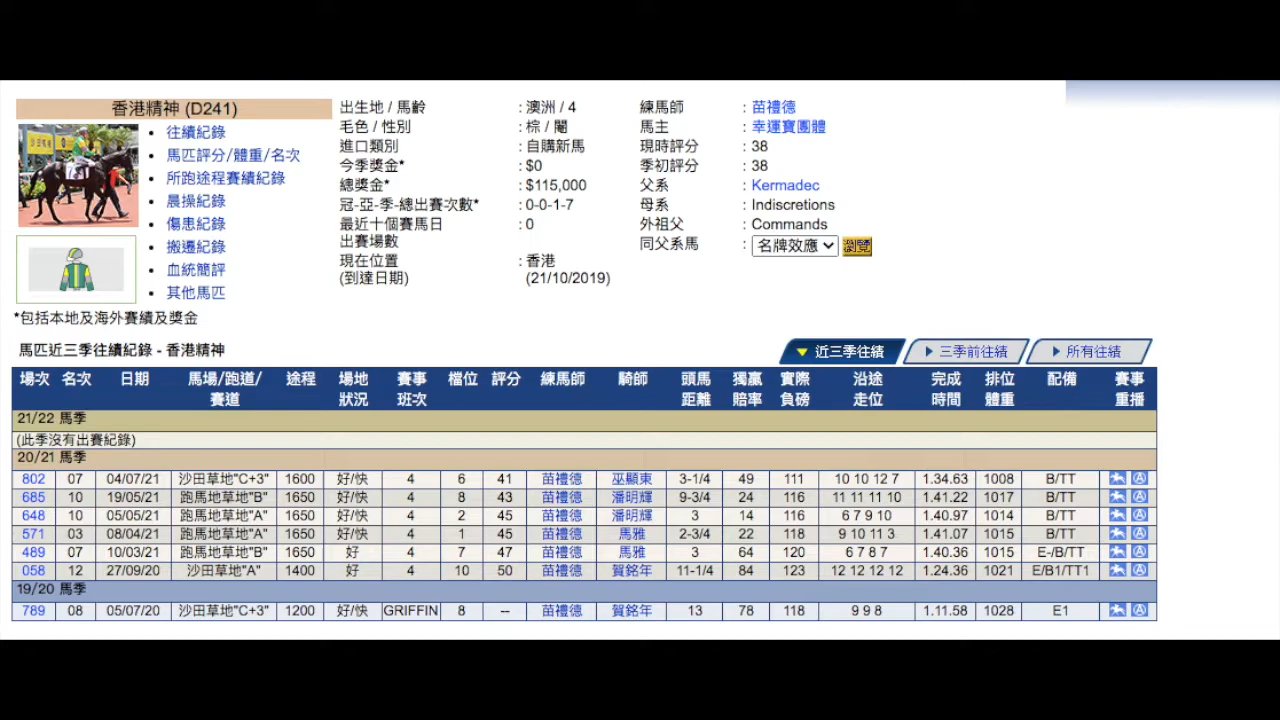 香港精神 (D241)
往績紀錄
馬匹評分/體重/名次
所跑途程賽績紀錄
晨操紀錄
傷患紀錄
搬遷紀錄
血統簡評
其他馬匹
出生地 / 馬齡 : 澳洲 / 4
毛色 / 性別 : 棕 / 閹
進口類別 : 自購新馬
今季獎金* : $0
總獎金* : $115,000
冠-亞-季-總出賽次數* : 0-0-1-7
最近十個賽馬日 : 0
出賽場數
現在位置 : 香港
(到達日期) (21/10/2019)
練馬師 : 苗禮德
馬主 : 幸運寶團體
現時評分 : 38
季初評分 : 38
父系 : Kermadec
母系 : Indiscretions
外祖父 : Commands
同父系馬 : 名牌效應 瀏覽
*包括本地及海外賽績及獎金
馬匹近三季往績紀錄 - 香港精神
近三季往績 三季前往績 所有往績
場次 名次 日期 馬場/跑道/ 途程 場地 賽事 檔位 評分 練馬師 騎師 頭馬 獨贏 實際 沿途 完成 排位 配備 賽事
賽道 狀況 班次 距離 賠率 負磅 走位 時間 體重 重播
21/22 馬季
(此季沒有出賽紀錄)
20/21 馬季
802 07 04/07/21 沙田草地"C+3" 1600 好/快 4 6 41 苗禮德 巫顯東 3-1/4 49 111 10 10 12 7 1.34.63 1008 B/TT
685 10 19/05/21 跑馬地草地"B" 1650 好/快 4 8 43 苗禮德 潘明輝 9-3/4 24 116 11 11 11 10 1.41.22 1017 B/TT
648 10 05/05/21 跑馬地草地"A" 1650 好/快 4 2 45 苗禮德 潘明輝 3 14 116 6 7 9 10 1.40.97 1014 B/TT
571 03 08/04/21 跑馬地草地"A" 1650 好/快 4 1 45 苗禮德 馬雅 2-3/4 22 118 9 10 11 3 1.41.07 1015 B/TT
489 07 10/03/21 跑馬地草地"B" 1650 好 4 7 47 苗禮德 馬雅 3 64 120 6 7 8 7 1.40.36 1015 E-/B/TT
058 12 27/09/20 沙田草地"A" 1400 好 4 10 50 苗禮德 賀銘年 11-1/4 84 123 12 12 12 12 1.24.36 1021 E/B1/TT1
19/20 馬季
789 08 05/07/20 沙田草地"C+3" 1200 好/快 GRIFFIN 8 -- 苗禮德 賀銘年 13 78 118 9 9 8 1.11.58 1028 E1